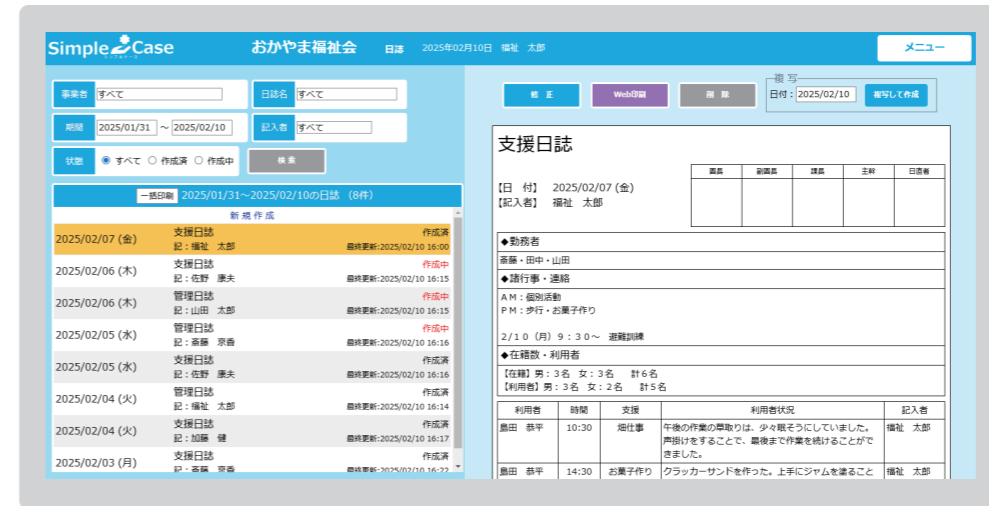 SimpleCase
シンプルケース
おかやま福祉会 日誌 2025年02月10日 福祉 太郎
メニュー
事業者 すべて
日誌名 すべて
期間 2025/01/31 ～ 2025/02/10
記入者 すべて
状態 すべて 作成済 作成中
検索
一括印刷 2025/01/31～2025/02/10の日誌 （8件）
新規作成
2025/02/07 (金) 支援日誌 作成済
記：福祉 太郎 最終更新:2025/02/10 16:00
2025/02/06 (木) 支援日誌 作成中
記：佐野 康夫 最終更新:2025/02/10 16:15
2025/02/06 (木) 管理日誌 作成中
記：山田 太郎 最終更新:2025/02/10 16:15
2025/02/05 (水) 管理日誌 作成中
記：斎藤 京香 最終更新:2025/02/10 16:16
2025/02/05 (水) 支援日誌 作成済
記：佐野 康夫 最終更新:2025/02/10 16:16
2025/02/04 (火) 管理日誌 作成済
記：福祉 太郎 最終更新:2025/02/10 16:14
2025/02/04 (火) 支援日誌 作成済
記：加藤 健 最終更新:2025/02/10 16:17
2025/02/03 (月) 支援日誌 作成済
記：斎藤 京香 最終更新:2025/02/10 16:22
修正 Web印刷 削除
複写
日付：2025/02/10 複写して作成
支援日誌
園長 副園長 課長 主幹 日直者
【日 付】 2025/02/07 (金)
【記入者】 福祉 太郎
◆勤務者
斎藤・田中・山田
◆諸行事・連絡
ＡＭ：個別活動
ＰＭ：歩行・お菓子作り
２/１０（月）９：３０～ 避難訓練
◆在籍数・利用者
【在籍】男：３名 女：３名 計６名
【利用者】男：３名 女：２名 計５名
利用者 時間 支援 利用者状況 記入者
島田 恭平 10:30 畑仕事 午後の作業の草取りは、少々眠そうにしていました。 福祉 太郎
声掛けをすることで、最後まで作業を続けることがで
きました。
島田 恭平 14:30 お菓子作り クラッカーサンドを作った。上手にジャムを塗ること 福祉 太郎